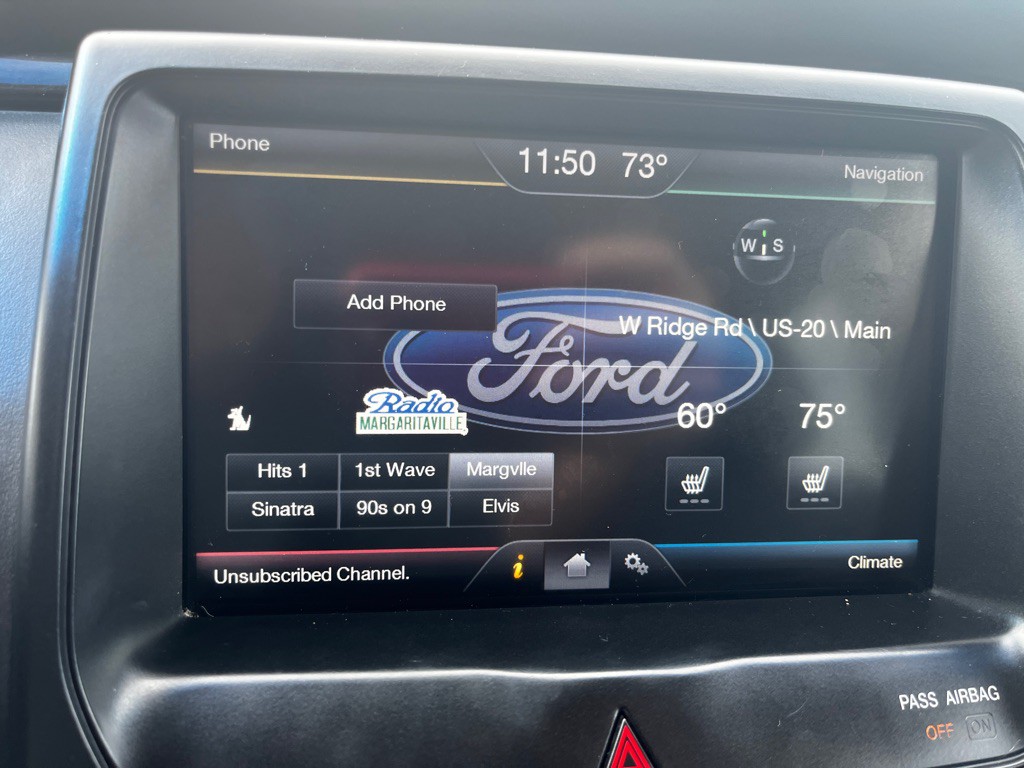 Phone
11:50 73°
Navigation
W S
Add Phone
Ford
W Ridge Rd \ US-20 \ Main
Radio
MARGARITAVILLE
60° 75°
Hits 1 1st Wave Margvlle
Sinatra 90s on 9 Elvis
Unsubscribed Channel.
i
Climate
PASS AIRBAG
OFF ON